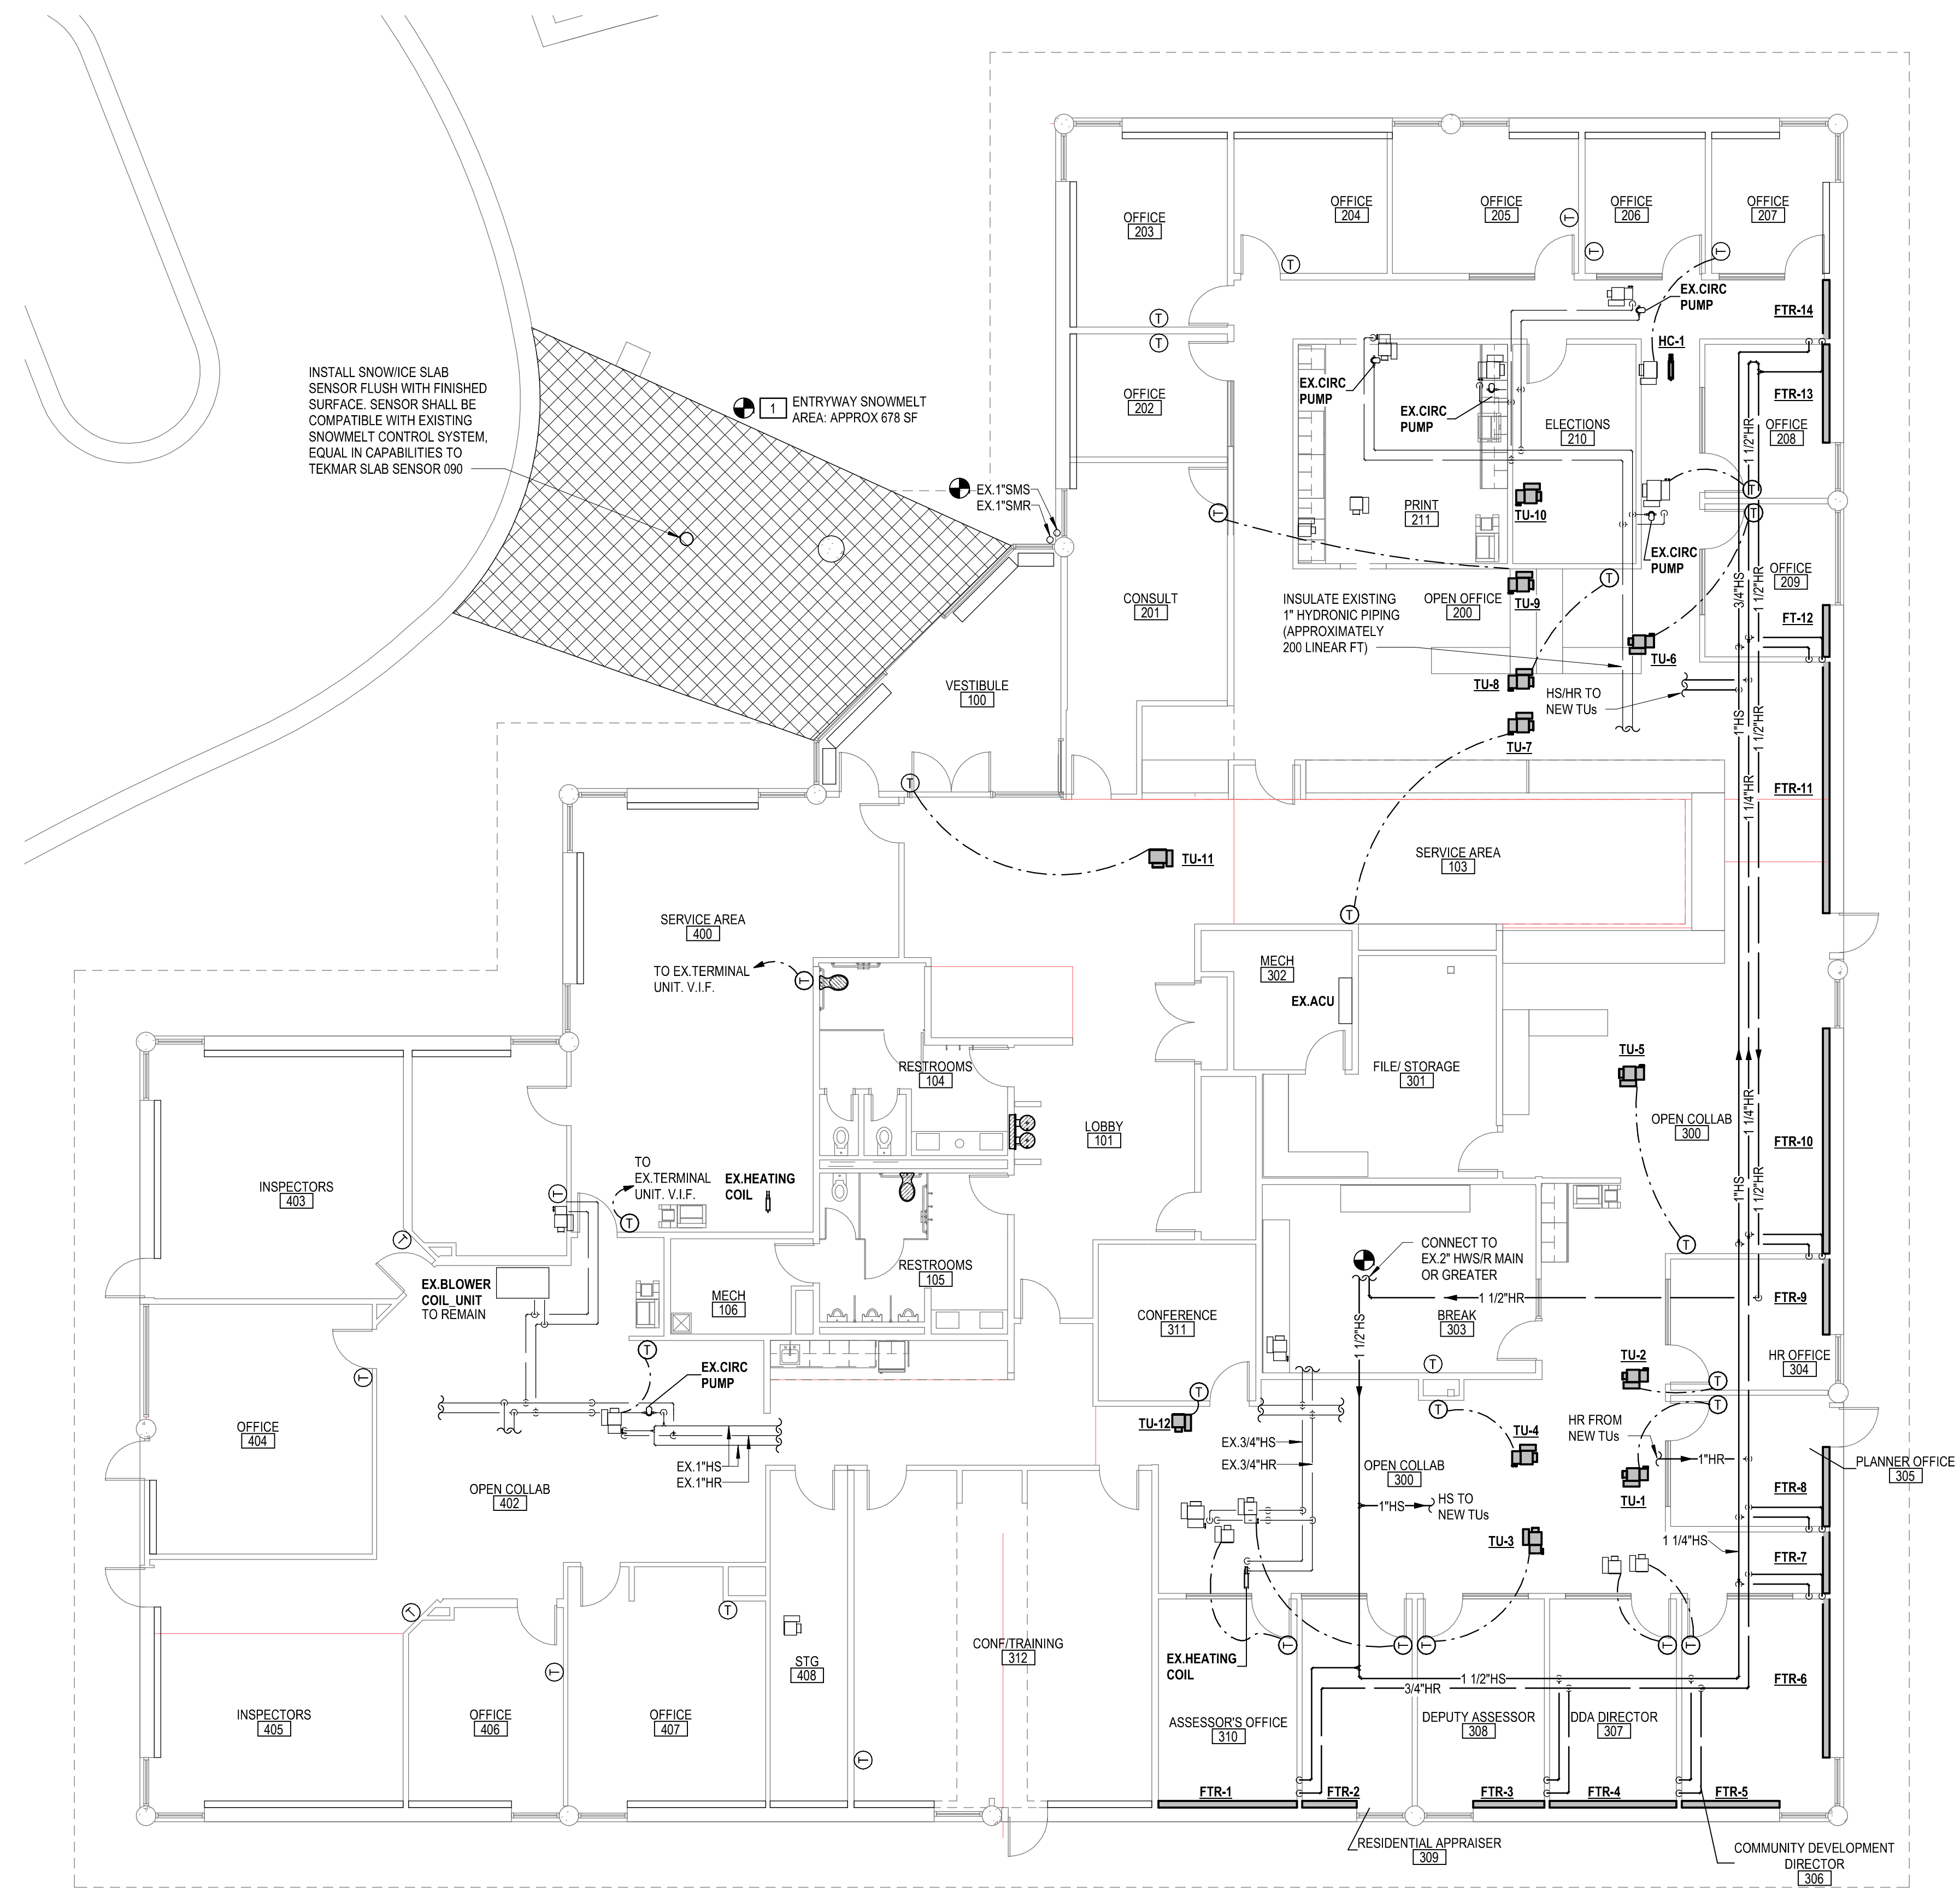 INSTALL SNOW/ICE SLAB
SENSOR FLUSH WITH FINISHED
SURFACE. SENSOR SHALL BE
COMPATIBLE WITH EXISTING
SNOWMELT CONTROL SYSTEM,
EQUAL IN CAPABILITIES TO
TEKMAR SLAB SENSOR 090
1
ENTRYWAY SNOWMELT
AREA: APPROX 678 SF
EX.1"SMS
EX.1"SMR
OFFICE
203
OFFICE
204
OFFICE
205
OFFICE
206
OFFICE
207
T
T
T
T
T
T
T
EX.CIRC
PUMP
FTR-14
HC-1
EX.CIRC
PUMP
EX.CIRC
PUMP
OFFICE
202
ELECTIONS
210
FTR-13
OFFICE
208
1 1/2"HR
T
T
T
PRINT
211
TU-10
EX.CIRC
PUMP
OFFICE
209
CONSULT
201
INSULATE EXISTING
1" HYDRONIC PIPING
(APPROXIMATELY
200 LINEAR FT)
OPEN OFFICE
200
TU-9
T
3/4"HS
1 1/2"HR
FT-12
TU-6
VESTIBULE
100
TU-8
HS/HR TO
NEW TUs
TU-7
1"HS
1 1/2"HR
1 1/4"HR
FTR-11
T
TU-11
SERVICE AREA
103
T
SERVICE AREA
400
TO EX.TERMINAL
UNIT. V.I.F.
T
MECH
302
EX.ACU
FILE/ STORAGE
301
RESTROOMS
104
LOBBY
101
TU-5
OPEN COLLAB
300
1 1/4"HR
FTR-10
1"HS
1 1/2"HR
T
INSPECTORS
403
TO
EX.TERMINAL
UNIT. V.I.F.
EX.HEATING
COIL
T
T
T
RESTROOMS
105
EX.BLOWER
COIL_UNIT
TO REMAIN
MECH
106
CONNECT TO
EX.2" HWS/R MAIN
OR GREATER
1 1/2"HR
FTR-9
CONFERENCE
311
BREAK
303
1 1/2"HS
HR OFFICE
304
TU-2
T
T
T
T
EX.CIRC
PUMP
T
T
TU-12
T
HR FROM
NEW TUs
TU-4
OFFICE
404
EX.3/4"HS
EX.3/4"HR
OPEN COLLAB
300
1"HR
PLANNER OFFICE
305
EX.1"HS
EX.1"HR
OPEN COLLAB
402
1"HS
HS TO
NEW TUs
TU-1
FTR-8
TU-3
1 1/4"HS
FTR-7
T
T
T
T
T
T
T
T
T
T
CONF/TRAINING
312
STG
408
EX.HEATING
COIL
1 1/2"HS
3/4"HR
FTR-6
INSPECTORS
405
OFFICE
406
OFFICE
407
ASSESSOR'S OFFICE
310
DEPUTY ASSESSOR
308
DDA DIRECTOR
307
FTR-1
FTR-2
FTR-3
FTR-4
FTR-5
RESIDENTIAL APPRAISER
309
COMMUNITY DEVELOPMENT
DIRECTOR
306